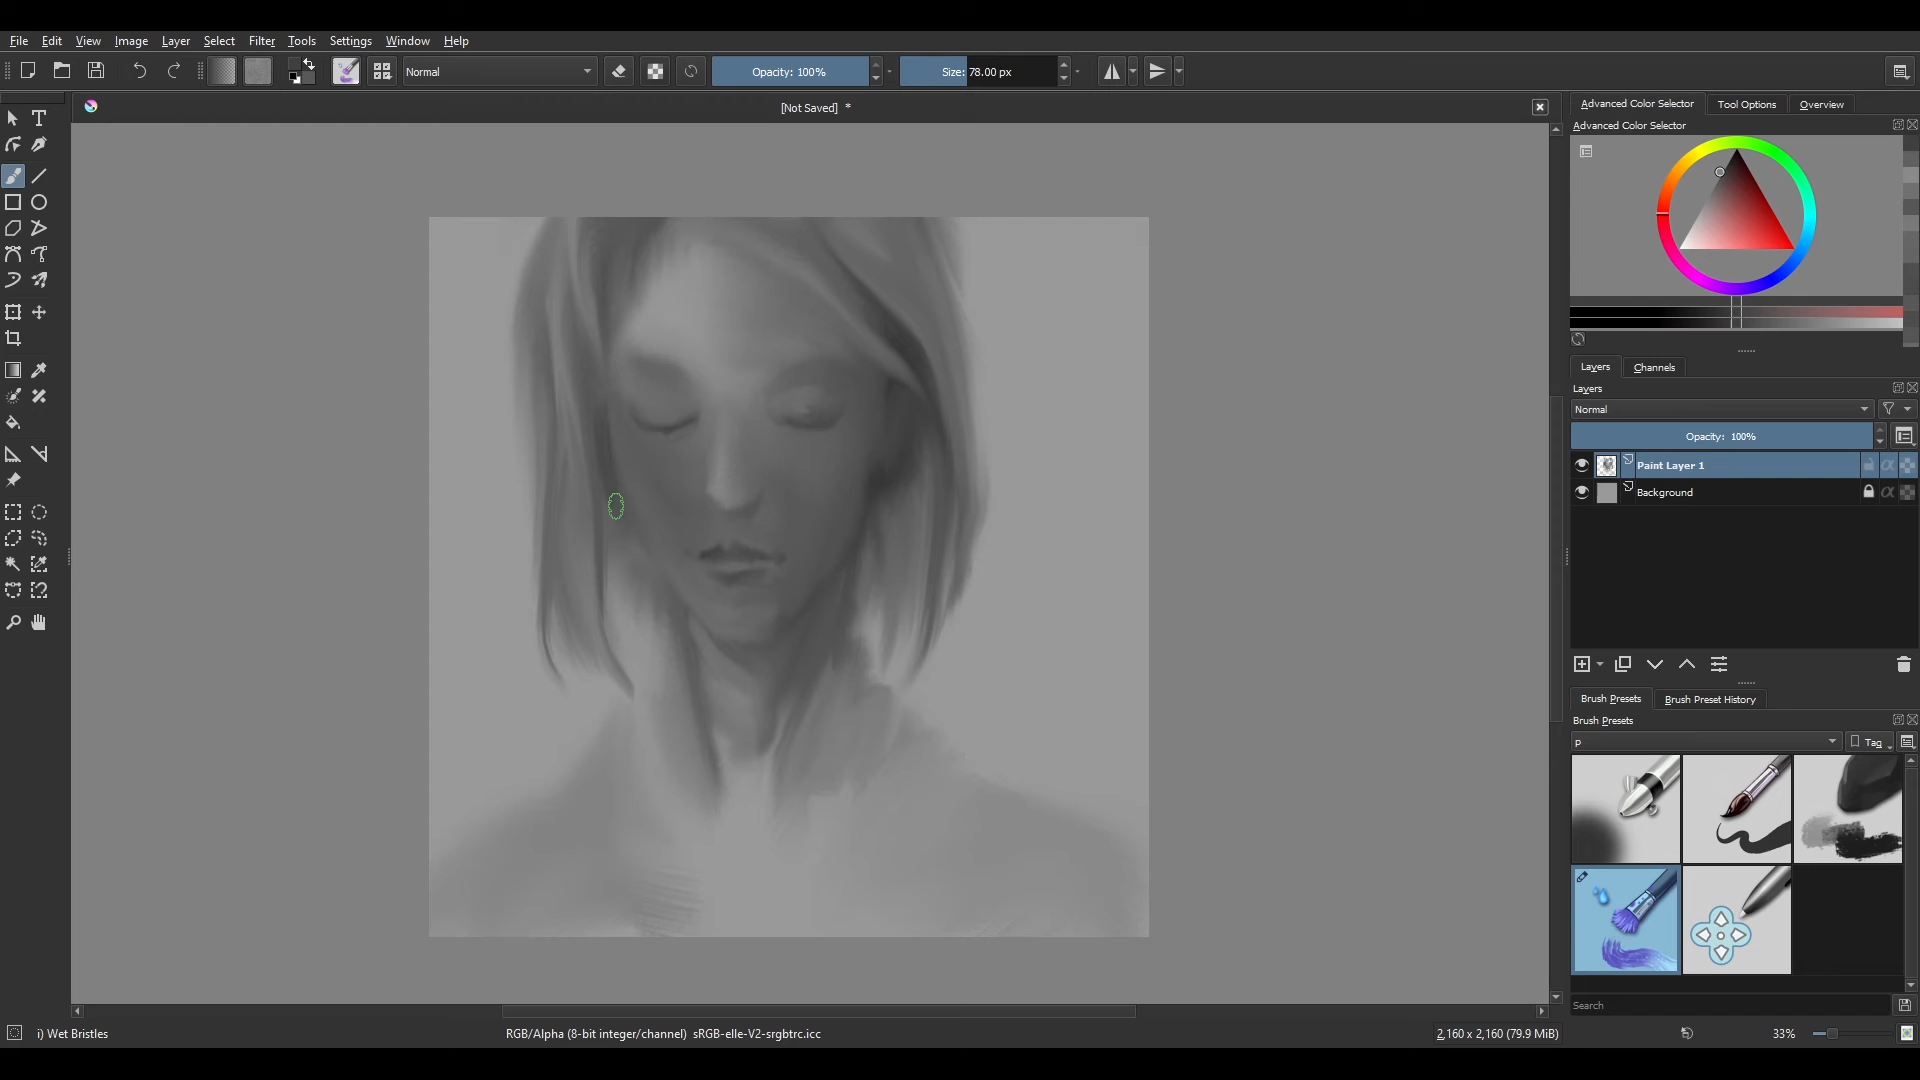 File Edit View Image Layer Select Filter Tools Settings Window Help
Normal Opacity: 100% Size: 78.00 px
[Not Saved] *
Advanced Color Selector Tool Options Overview
Advanced Color Selector
Layers Channels
Layers
Normal
Opacity: 100%
Paint Layer 1
Background
Brush Presets Brush Preset History
Brush Presets
p Tag
Search
i) Wet Bristles RGB/Alpha (8-bit integer/channel) sRGB-elle-V2-srgbtrc.icc 2,160 x 2,160 (79.9 MiB) 33%